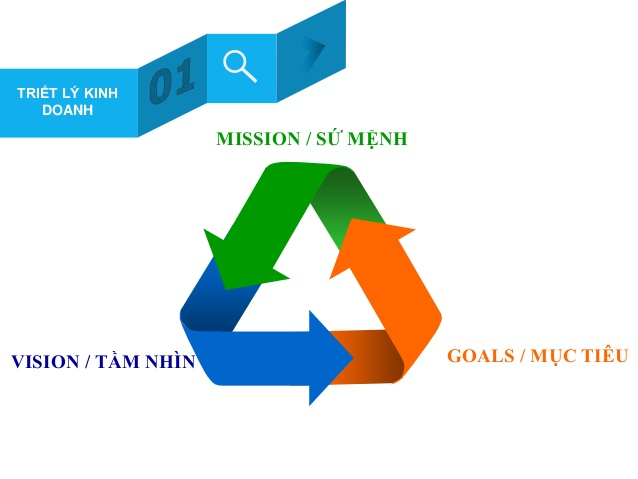 TRIẾT LÝ KINH
DOANH
01
MISSION / SỨ MỆNH
VISION / TẦM NHÌN
GOALS / MỤC TIÊU